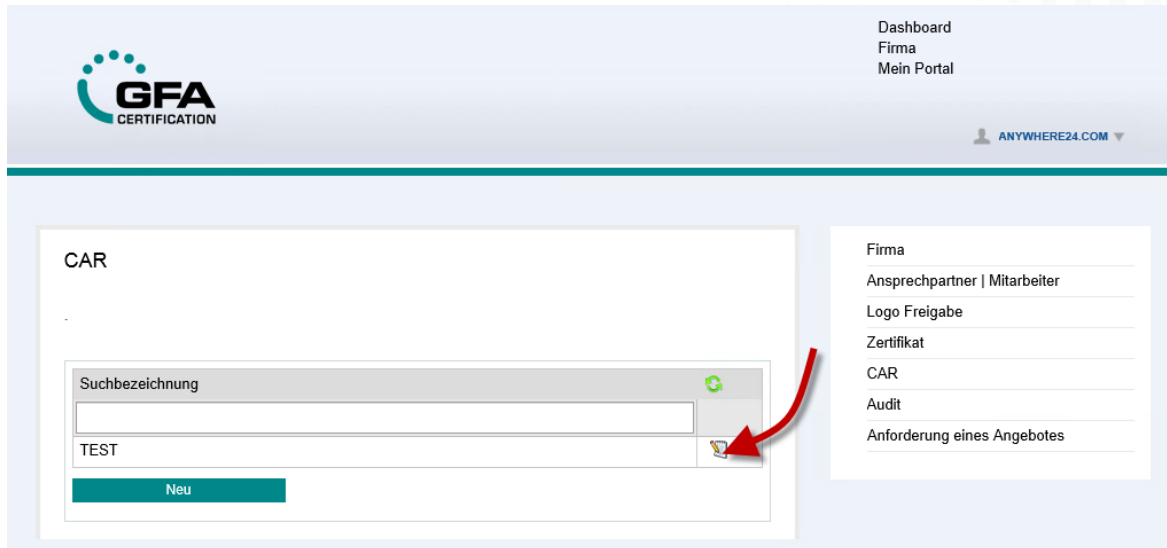 Dashboard
Firma
Mein Portal
GFA
CERTIFICATION
ANYWHERE24.COM
CAR
.
Suchbezeichnung
TEST
Neu
Firma
Ansprechpartner | Mitarbeiter
Logo Freigabe
Zertifikat
CAR
Audit
Anforderung eines Angebotes